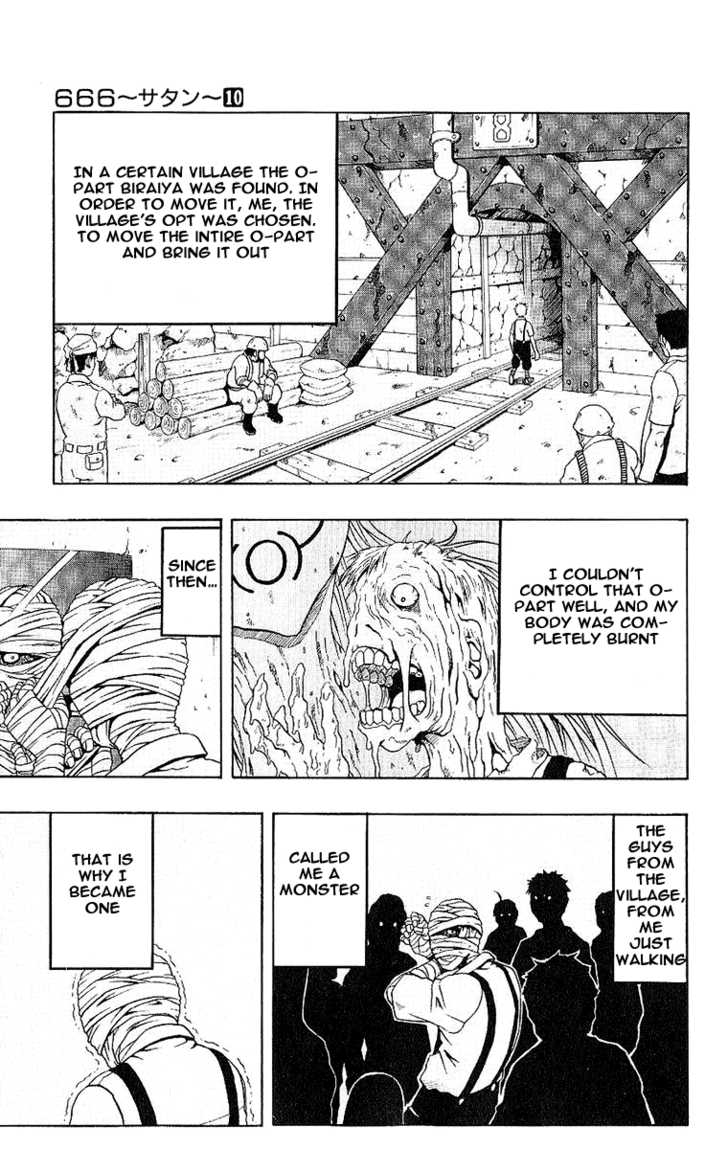 666〜サタン〜10
IN A CERTAIN VILLAGE THE O-
PART BIRAIYA WAS FOUND. IN
ORDER TO MOVE IT, ME, THE
VILLAGE'S OPT WAS CHOSEN.
TO MOVE THE INTIRE O-PART
AND BRING IT OUT
I COULDN'T
CONTROL THAT O-
PART WELL, AND MY
BODY WAS COM-
PLETELY BURNT
SINCE
THEN...
THE
GUYS
FROM
THE
VILLAGE,
FROM
ME
JUST
WALKING
CALLED
ME A
MONSTER
THAT IS
WHY I
BECAME
ONE